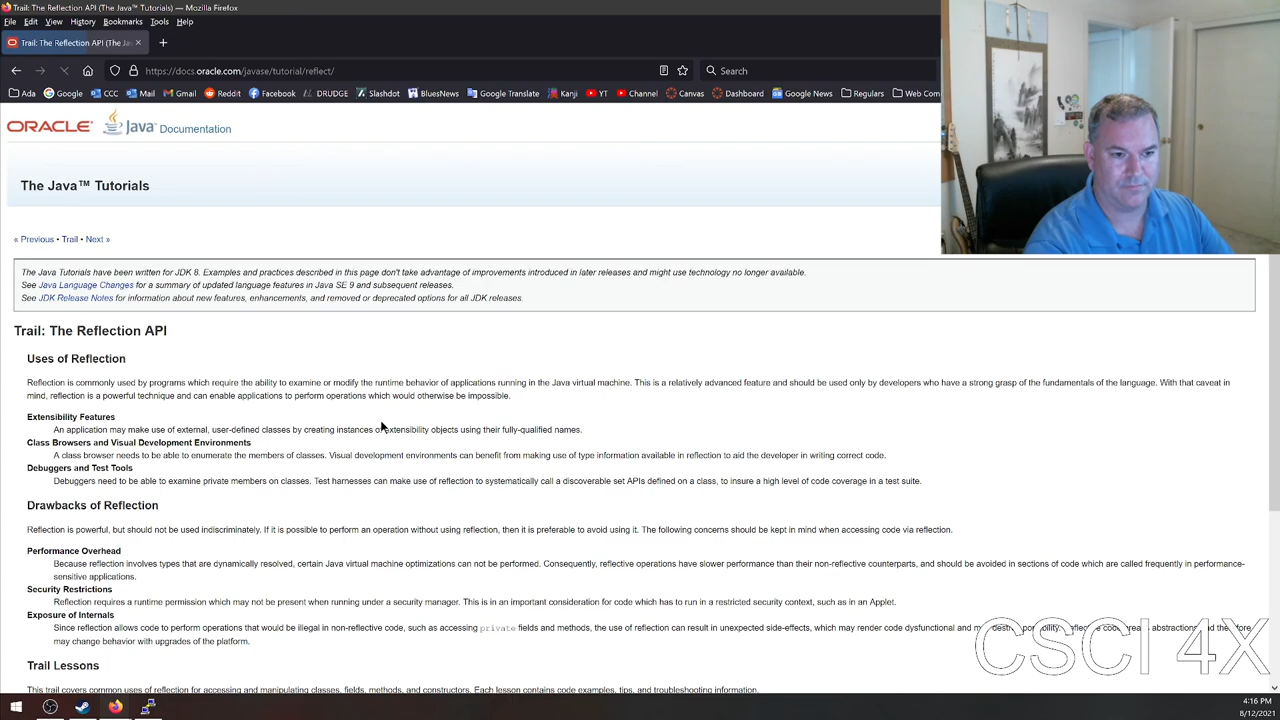 Trail: The Reflection API (The Java™ Tutorials) — Mozilla Firefox
File Edit View History Bookmarks Tools Help
Trail: The Reflection API (The Ja
https://docs.oracle.com/javase/tutorial/reflect/
Search
Ada Google CCC Mail Gmail Reddit Facebook DRUDGE Slashdot BluesNews Google Translate Kanji YT Channel Canvas Dashboard Google News Regulars Web Com
ORACLE Java Documentation
The Java™ Tutorials
« Previous • Trail • Next »
The Java Tutorials have been written for JDK 8. Examples and practices described in this page don't take advantage of improvements introduced in later releases and might use technology no longer available.
See Java Language Changes for a summary of updated language features in Java SE 9 and subsequent releases.
See JDK Release Notes for information about new features, enhancements, and removed or deprecated options for all JDK releases.
Trail: The Reflection API
Uses of Reflection
Reflection is commonly used by programs which require the ability to examine or modify the runtime behavior of applications running in the Java virtual machine. This is a relatively advanced feature and should be used only by developers who have a strong grasp of the fundamentals of the language. With that caveat in
mind, reflection is a powerful technique and can enable applications to perform operations which would otherwise be impossible.
Extensibility Features
An application may make use of external, user-defined classes by creating instances of extensibility objects using their fully-qualified names.
Class Browsers and Visual Development Environments
A class browser needs to be able to enumerate the members of classes. Visual development environments can benefit from making use of type information available in reflection to aid the developer in writing correct code.
Debuggers and Test Tools
Debuggers need to be able to examine private members on classes. Test harnesses can make use of reflection to systematically call a discoverable set APIs defined on a class, to insure a high level of code coverage in a test suite.
Drawbacks of Reflection
Reflection is powerful, but should not be used indiscriminately. If it is possible to perform an operation without using reflection, then it is preferable to avoid using it. The following concerns should be kept in mind when accessing code via reflection.
Performance Overhead
Because reflection involves types that are dynamically resolved, certain Java virtual machine optimizations can not be performed. Consequently, reflective operations have slower performance than their non-reflective counterparts, and should be avoided in sections of code which are called frequently in performance-
sensitive applications.
Security Restrictions
Reflection requires a runtime permission which may not be present when running under a security manager. This is in an important consideration for code which has to run in a restricted security context, such as in an Applet.
Exposure of Internals
Since reflection allows code to perform operations that would be illegal in non-reflective code, such as accessing private fields and methods, the use of reflection can result in unexpected side-effects, which may render code dysfunctional and may abstractions and therefore
may change behavior with upgrades of the platform.
CSCI 4X
Trail Lessons
This trail covers common uses of reflection for accessing and manipulating classes, fields, methods, and constructors. Each lesson contains code examples, tips, and troubleshooting information.
4:16 PM
8/12/2021